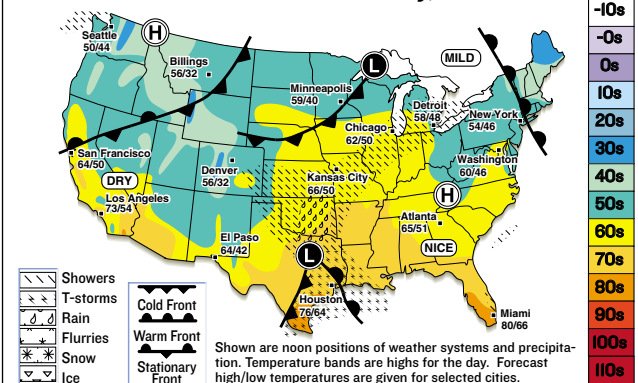 -10s
-0s
0s
10s
20s
30s
40s
50s
60s
70s
80s
90s
100s
110s
Seattle
50/44
H
Billings
56/32
L
MILD
Minneapolis
59/40
Detroit
58/48
New York
54/46
Chicago
62/50
San Francisco
64/50
Washington
60/46
Denver
56/32
Kansas City
66/50
DRY
H
Los Angeles
73/54
Atlanta
65/51
El Paso
64/42
NICE
L
Houston
76/64
Miami
80/66
Showers
T-storms
Rain
Flurries
Snow
Ice
Cold Front
Warm Front
Stationary
Front
Shown are noon positions of weather systems and precipita-
tion. Temperature bands are highs for the day. Forecast
high/low temperatures are given for selected cities.